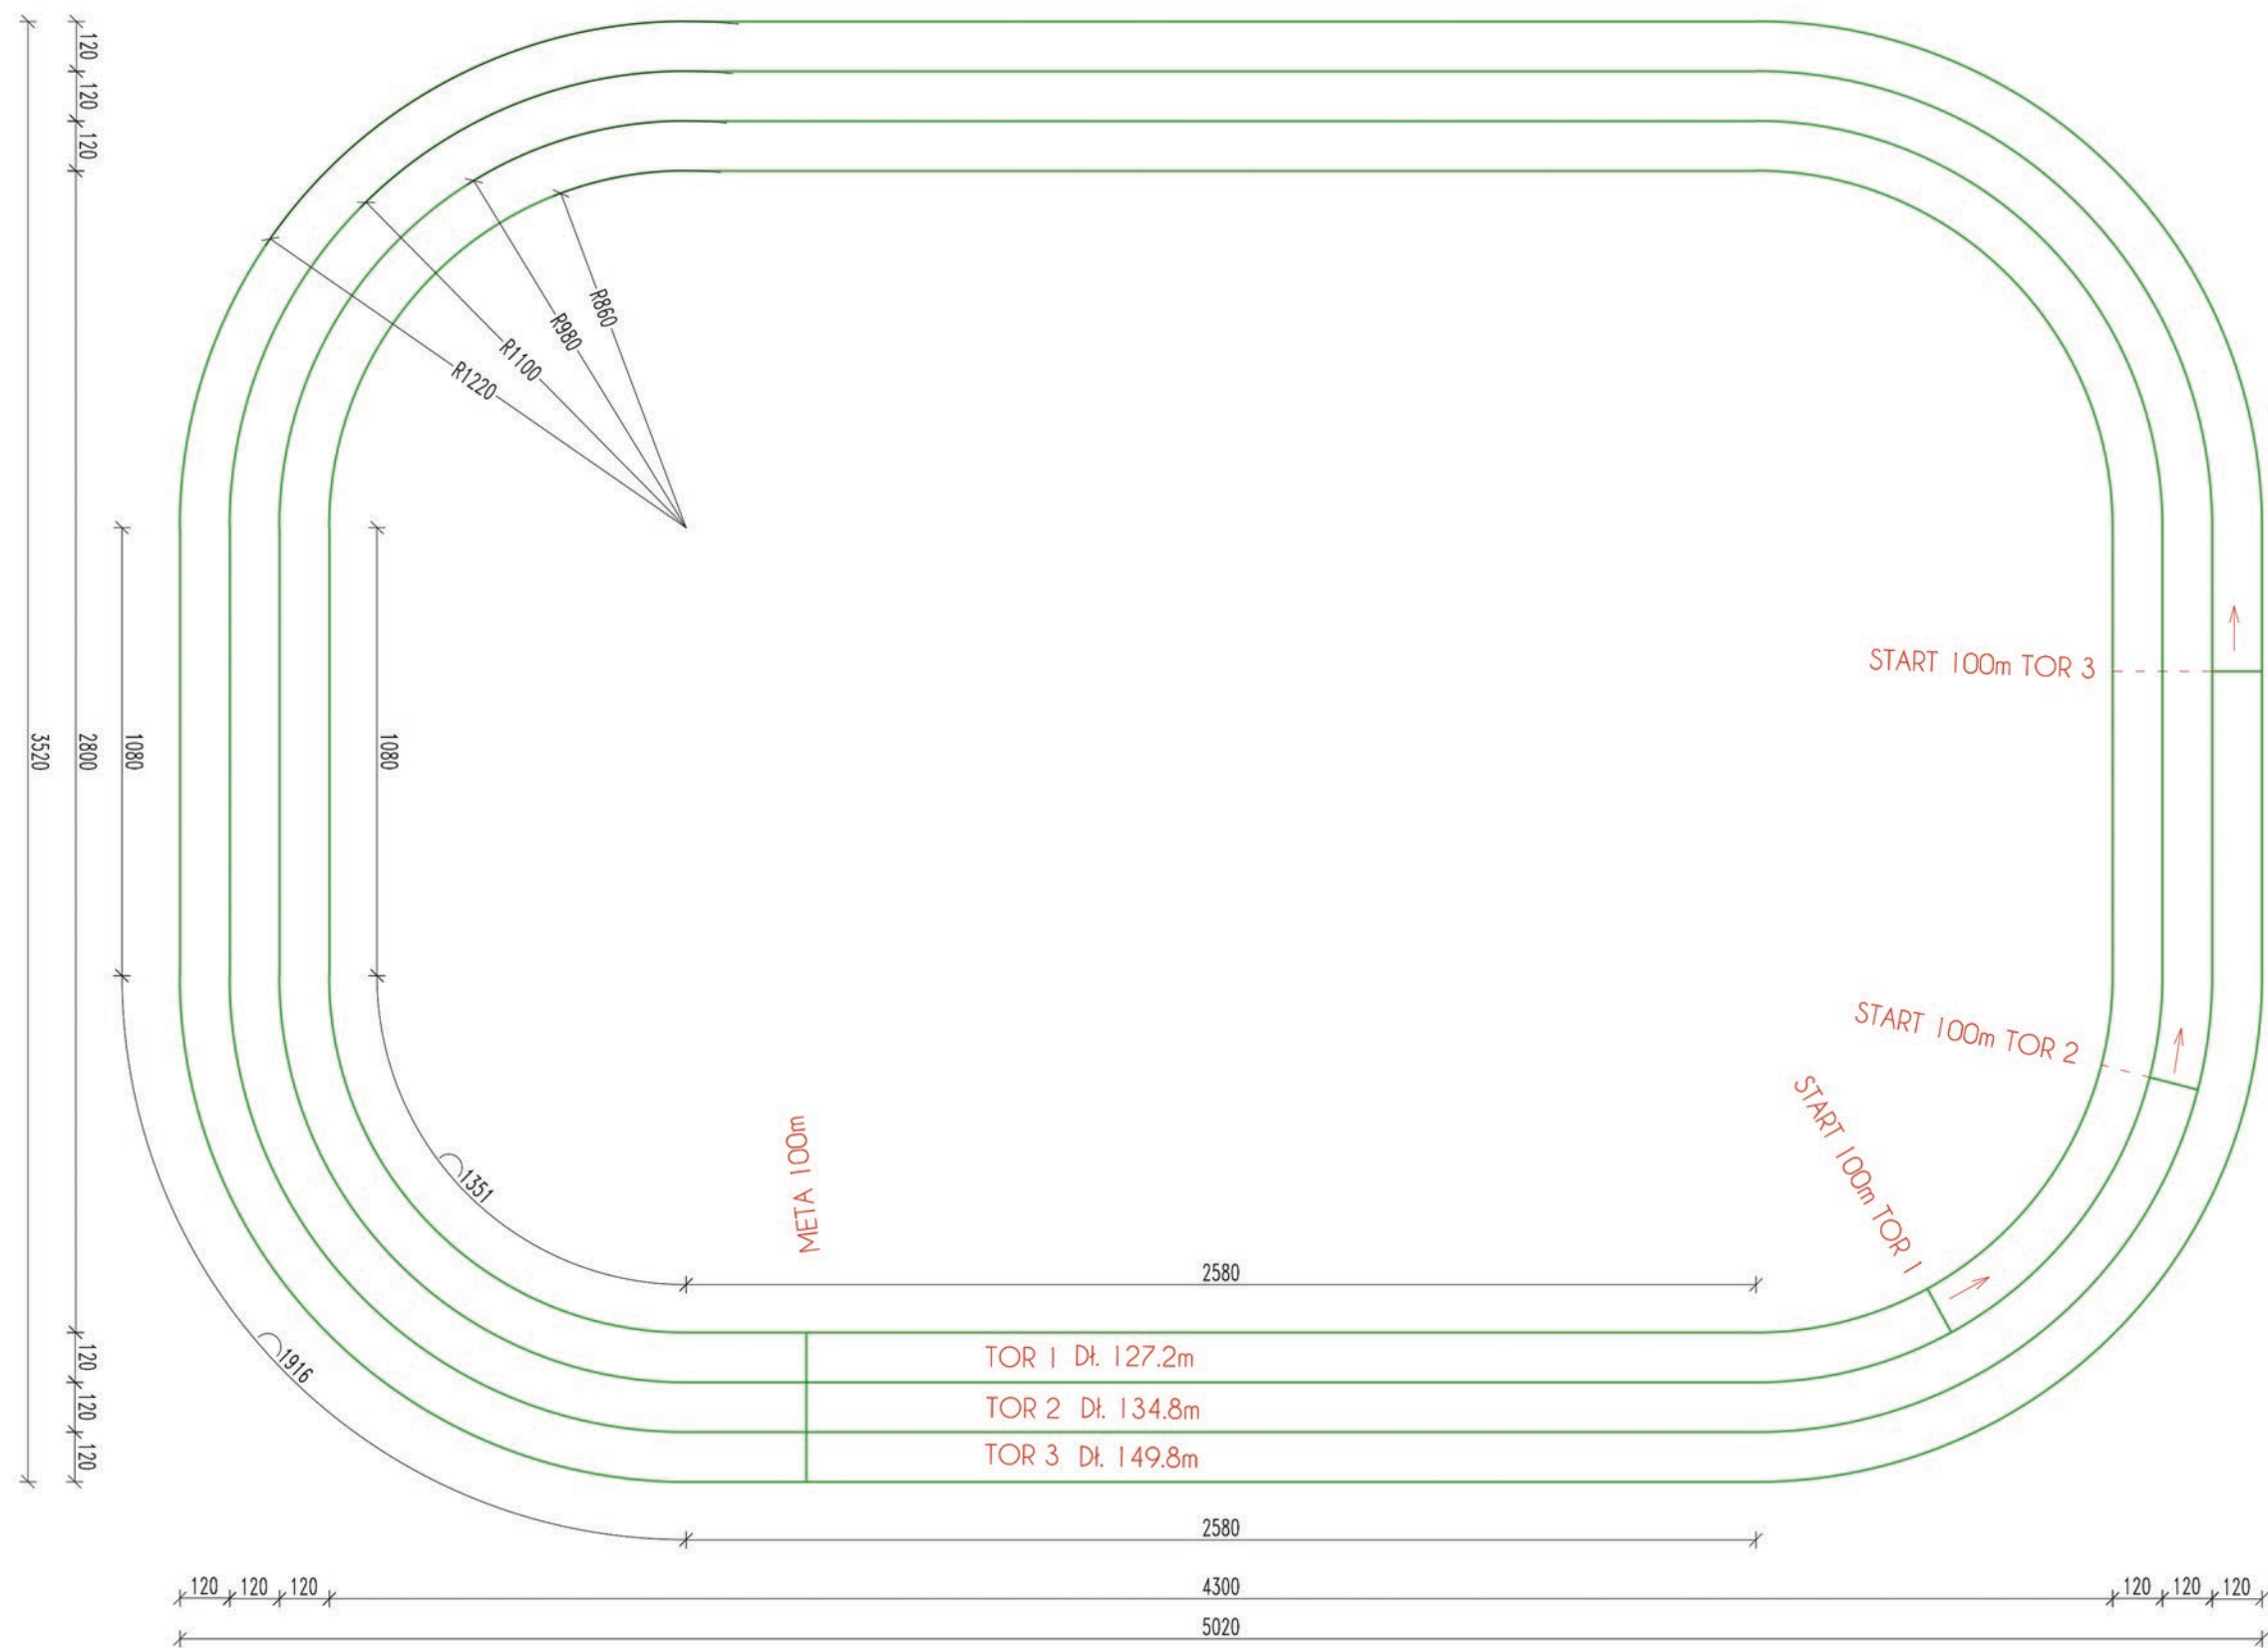 120
120
120
R860
R980
R1100
R1220
START 100m TOR 3
3520
2800
1080
1080
START 100m TOR 2
START 100m TOR 1
META 100m
1351
2580
1916
120
120
120
TOR 1 Dł. 127.2m
TOR 2 Dł. 134.8m
TOR 3 Dł. 149.8m
2580
120 120 120 4300 120 120 120
5020